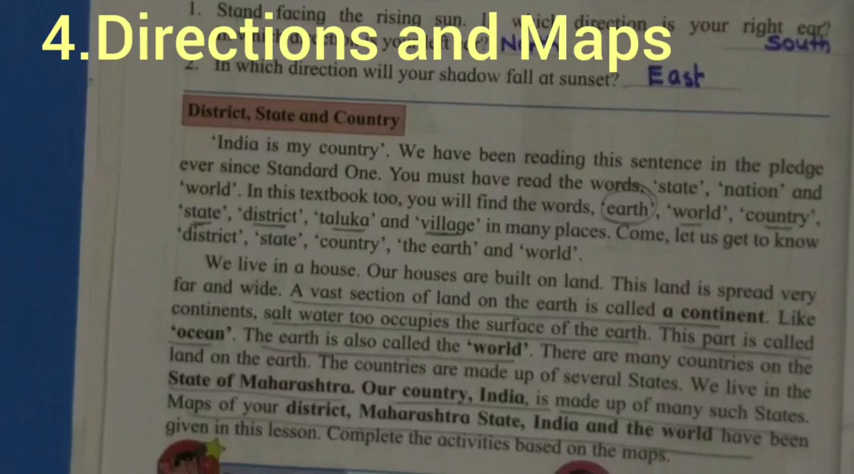 4.Directions and Maps
1. Stand facing the rising sun. In which direction is your right ear?
South
2. In which direction will your shadow fall at sunset? East
District, State and Country
'India is my country'. We have been reading this sentence in the pledge
ever since Standard One. You must have read the words, 'state', 'nation' and
'world'. In this textbook too, you will find the words, 'earth', 'world', 'country',
'state', 'district', 'taluka' and 'village' in many places. Come, let us get to know
'district', 'state', 'country', 'the earth' and 'world'.
We live in a house. Our houses are built on land. This land is spread very
far and wide. A vast section of land on the earth is called a continent. Like
continents, salt water too occupies the surface of the earth. This part is called
'ocean'. The earth is also called the 'world'. There are many countries on the
land on the earth. The countries are made up of several States. We live in the
State of Maharashtra. Our country, India, is made up of many such States.
Maps of your district, Maharashtra State, India and the world have been
given in this lesson. Complete the activities based on the maps.